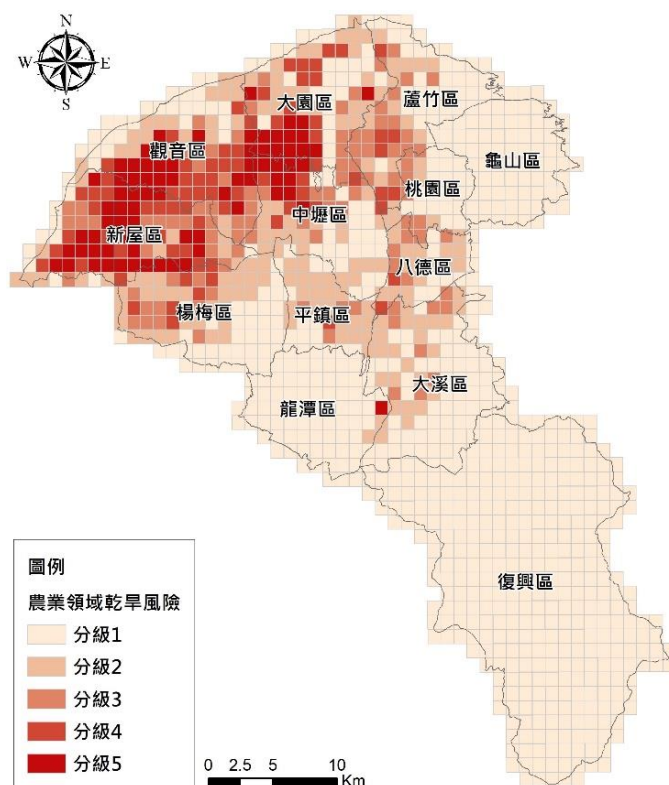 N
W
E
S
大園區
蘆竹區
觀音區
龜山區
桃園區
中壢區
新屋區
八德區
楊梅區
平鎮區
大溪區
龍潭區
復興區
圖例
農業領域乾旱風險
分級1
分級2
分級3
分級4
分級5
0 2.5 5 10
Km